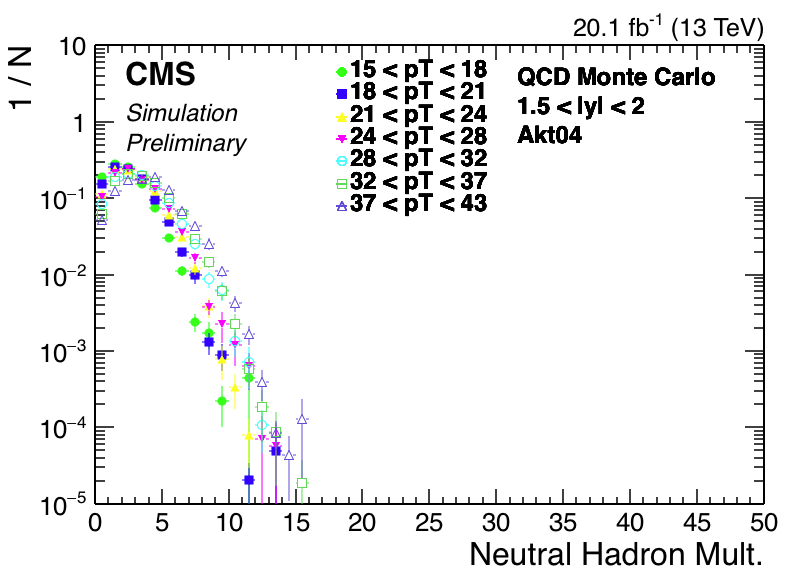 20.1 fb⁻¹ (13 TeV)
1 / N
CMS
Simulation
Preliminary
15 < pT < 18
18 < pT < 21
21 < pT < 24
24 < pT < 28
28 < pT < 32
32 < pT < 37
37 < pT < 43
QCD Monte Carlo
1.5 < lyl < 2
Akt04
10
1
10⁻¹
10⁻²
10⁻³
10⁻⁴
10⁻⁵
0 5 10 15 20 25 30 35 40 45 50
Neutral Hadron Mult.